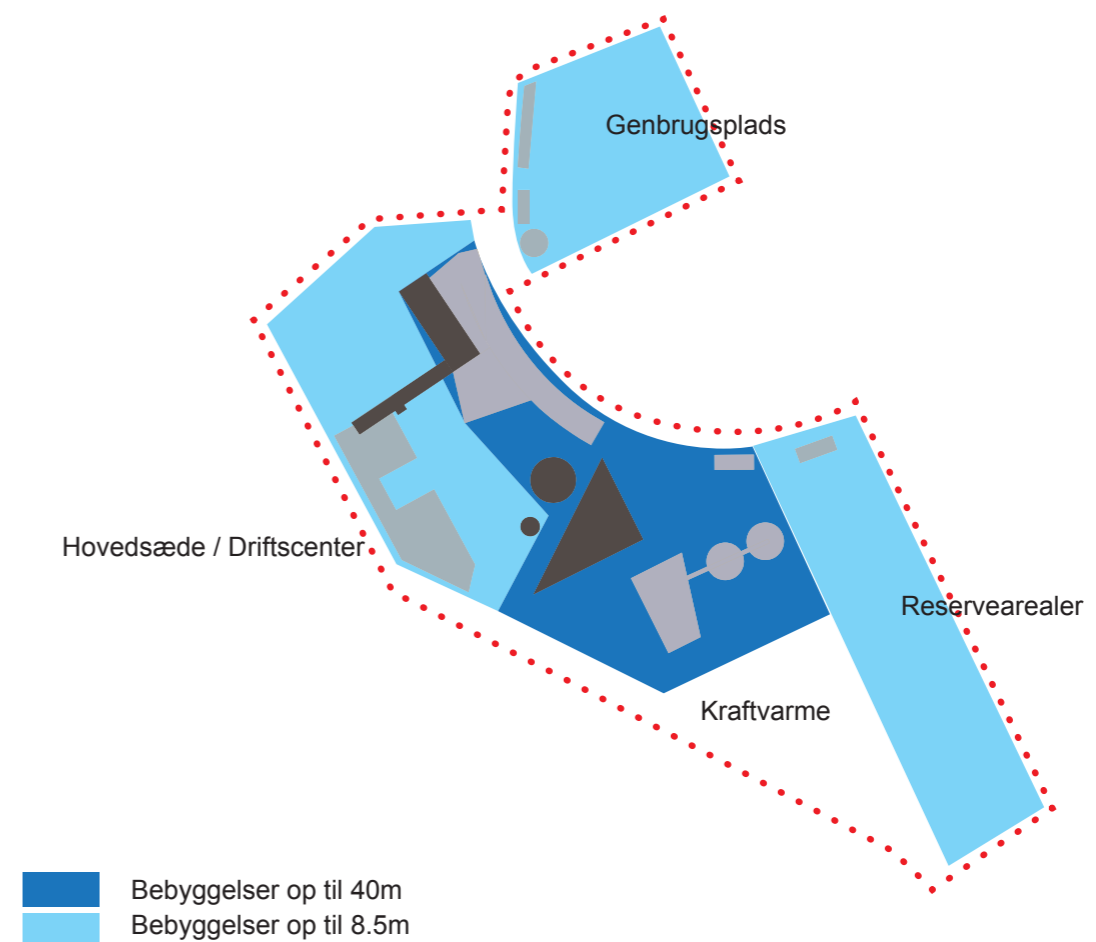 Genbrugsplads
Hovedsæde / Driftscenter
Reservearealer
Kraftvarme
Bebyggelser op til 40m
Bebyggelser op til 8.5m